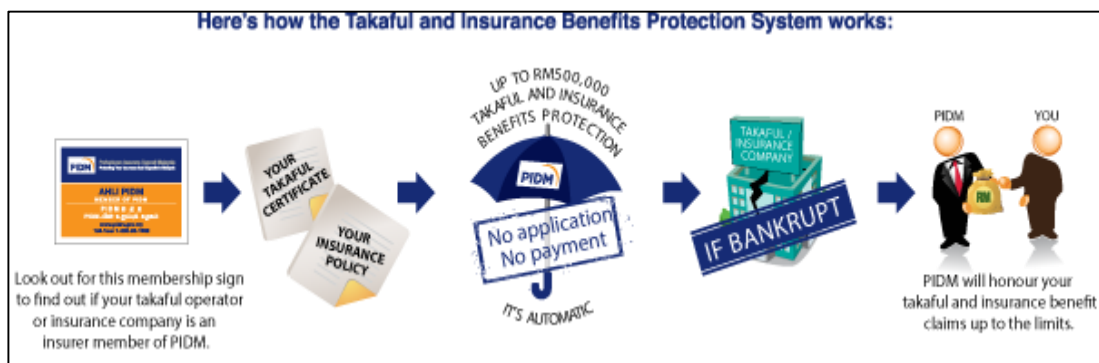 Here's how the Takaful and Insurance Benefits Protection System works:
PIDM
AHLI PIDM
MEMBER OF PIDM
Look out for this membership sign
to find out if your takaful operator
or insurance company is an
insurer member of PIDM.
YOUR
TAKAFUL
CERTIFICATE
YOUR
INSURANCE
POLICY
UP TO RM500,000
TAKAFUL AND INSURANCE
BENEFITS PROTECTION
PIDM
No application
No payment
IT'S AUTOMATIC
TAKAFUL /
INSURANCE
COMPANY
IF BANKRUPT
PIDM
YOU
RM
PIDM will honour your
takaful and insurance benefit
claims up to the limits.